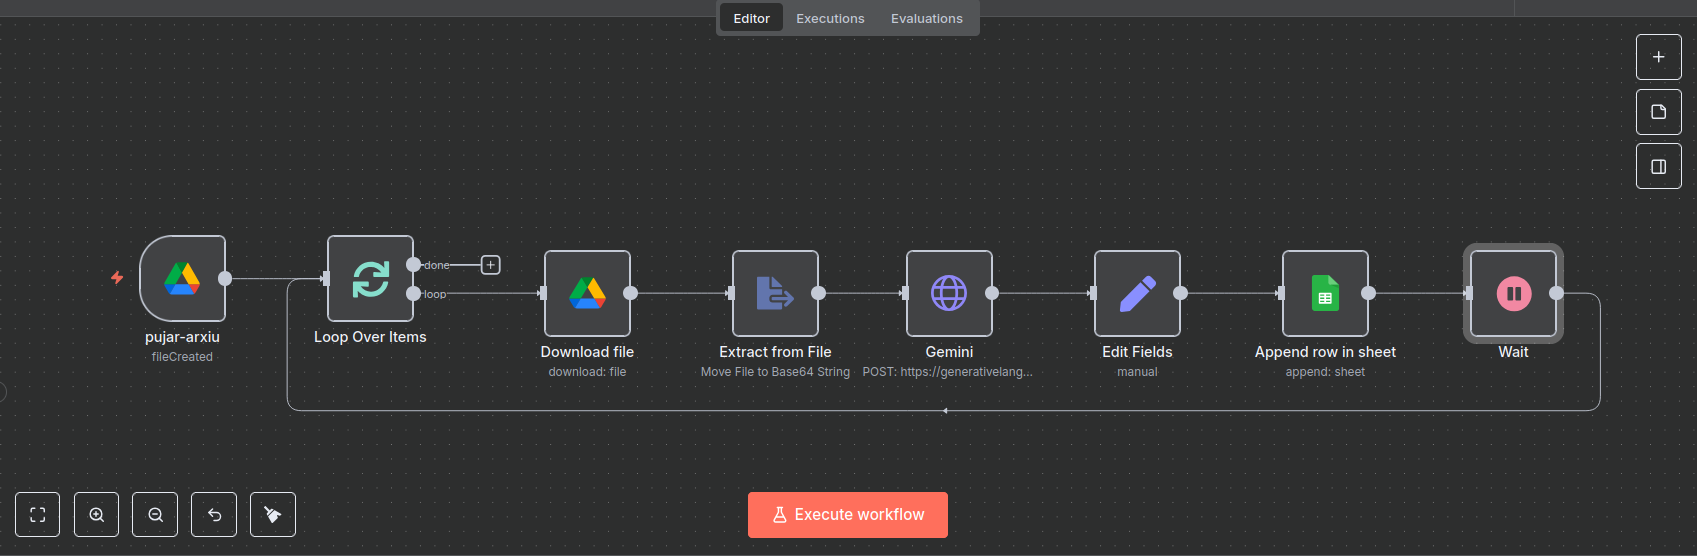 Editor
Executions
Evaluations
done
loop
pujar-arxiu
fileCreated
Loop Over Items
Download file
download: file
Extract from File
Move File to Base64 String
Gemini
POST: https://generativelang...
Edit Fields
manual
Append row in sheet
append: sheet
Wait
Execute workflow